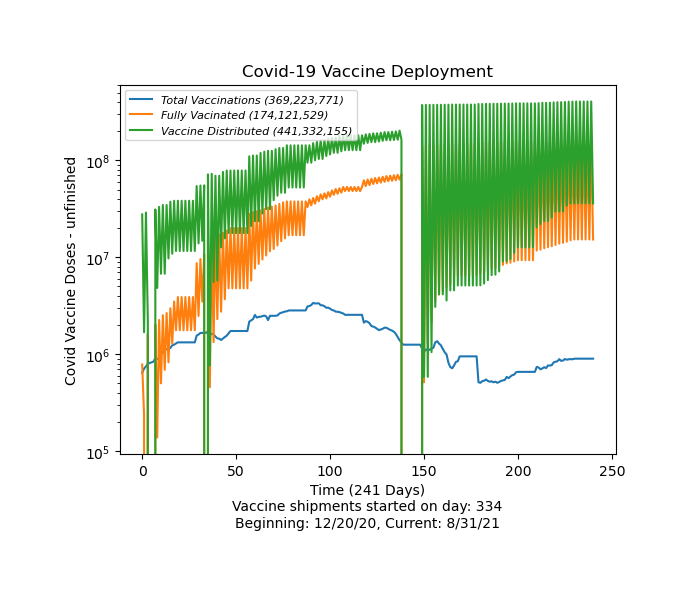 Covid-19 Vaccine Deployment
Total Vaccinations (369,223,771)
Fully Vacinated (174,121,529)
Vaccine Distributed (441,332,155)
Covid Vaccine Doses - unfinished
10^8
10^7
10^6
10^5
0 50 100 150 200 250
Time (241 Days)
Vaccine shipments started on day: 334
Beginning: 12/20/20, Current: 8/31/21